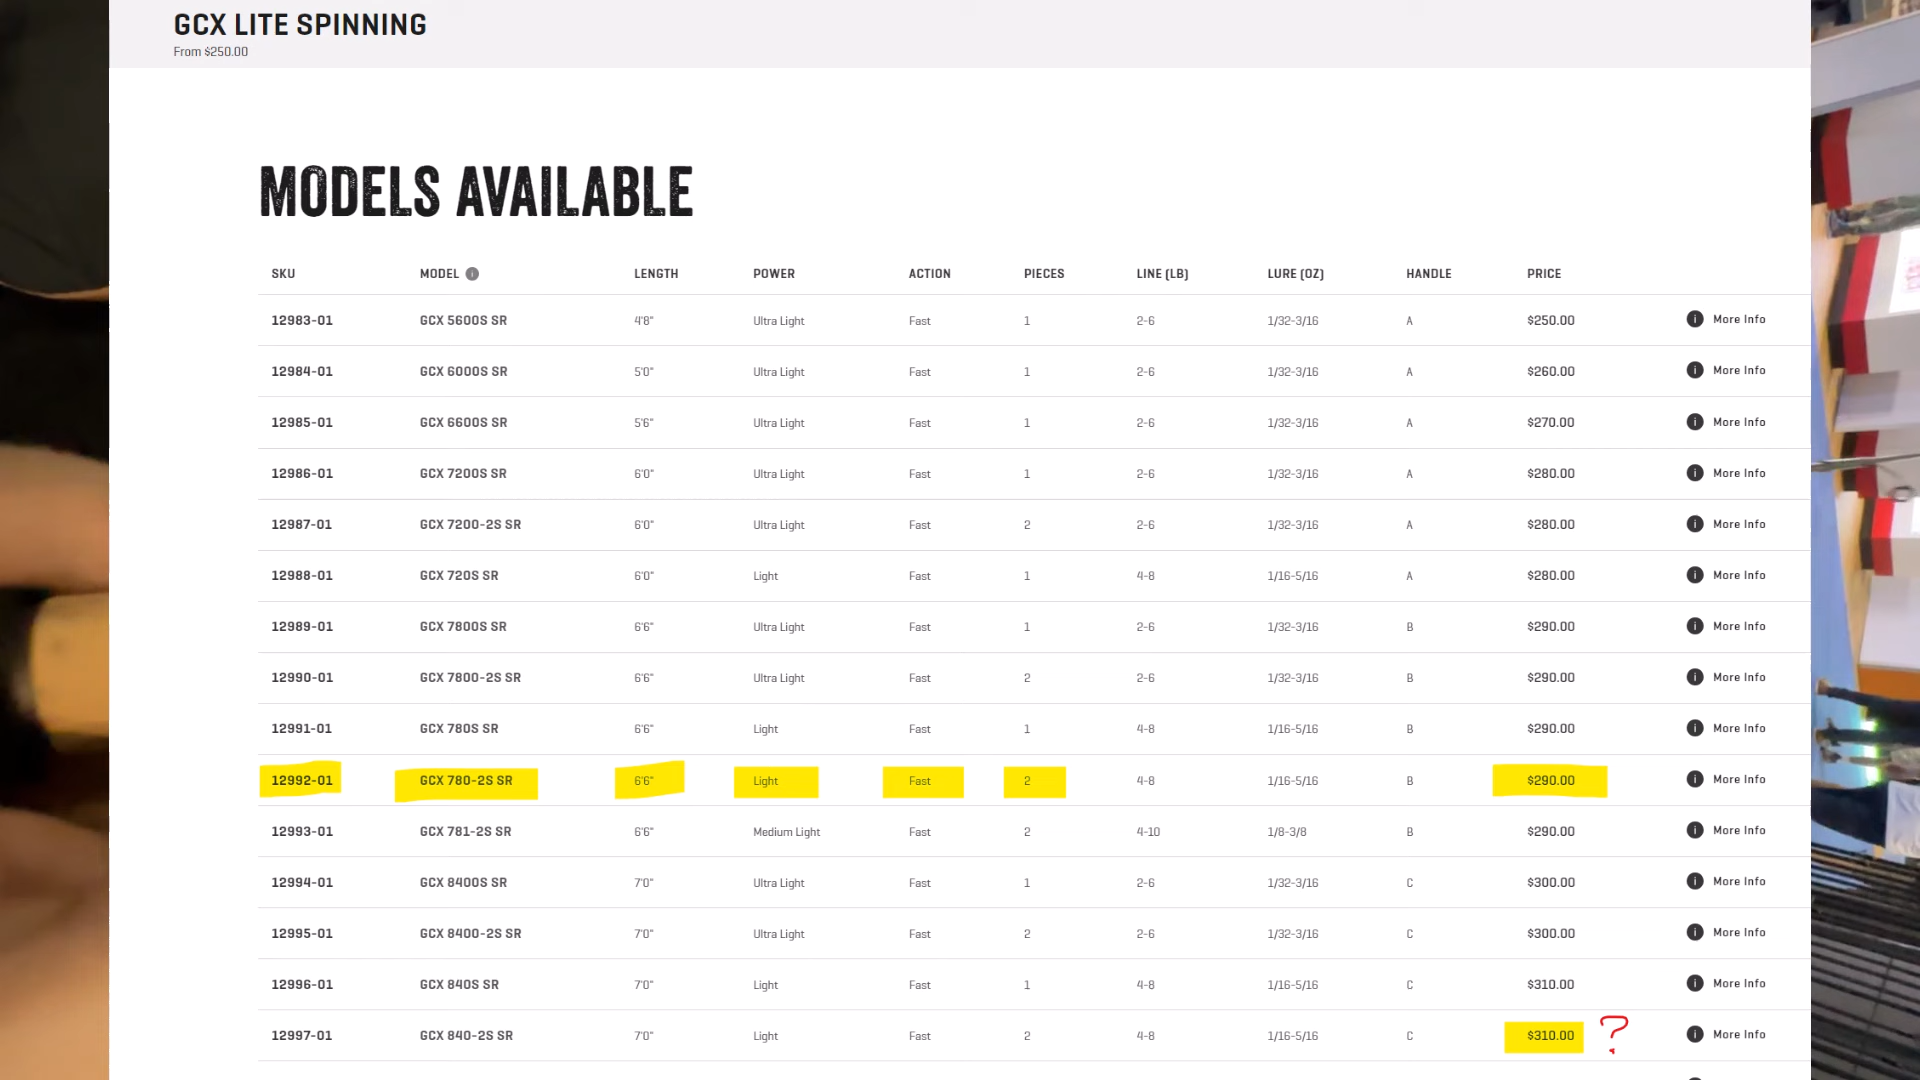 GCX LITE SPINNING
From $250.00
MODELS AVAILABLE
SKU MODEL i LENGTH POWER ACTION PIECES LINE (LB) LURE (OZ) HANDLE PRICE
12983-01 GCX 5600S SR 4'8" Ultra Light Fast 1 2-6 1/32-3/16 A $250.00 i More Info
12984-01 GCX 6000S SR 5'0" Ultra Light Fast 1 2-6 1/32-3/16 A $260.00 i More Info
12985-01 GCX 6600S SR 5'6" Ultra Light Fast 1 2-6 1/32-3/16 A $270.00 i More Info
12986-01 GCX 7200S SR 6'0" Ultra Light Fast 1 2-6 1/32-3/16 A $280.00 i More Info
12987-01 GCX 7200-2S SR 6'0" Ultra Light Fast 2 2-6 1/32-3/16 A $280.00 i More Info
12988-01 GCX 720S SR 6'0" Light Fast 1 4-8 1/16-5/16 A $280.00 i More Info
12989-01 GCX 7800S SR 6'6" Ultra Light Fast 1 2-6 1/32-3/16 B $290.00 i More Info
12990-01 GCX 7800-2S SR 6'6" Ultra Light Fast 2 2-6 1/32-3/16 B $290.00 i More Info
12991-01 GCX 780S SR 6'6" Light Fast 1 4-8 1/16-5/16 B $290.00 i More Info
12992-01 GCX 780-2S SR 6'6" Light Fast 2 4-8 1/16-5/16 B $290.00 i More Info
12993-01 GCX 781-2S SR 6'6" Medium Light Fast 2 4-10 1/8-3/8 B $290.00 i More Info
12994-01 GCX 8400S SR 7'0" Ultra Light Fast 1 2-6 1/32-3/16 C $300.00 i More Info
12995-01 GCX 8400-2S SR 7'0" Ultra Light Fast 2 2-6 1/32-3/16 C $300.00 i More Info
12996-01 GCX 840S SR 7'0" Light Fast 1 4-8 1/16-5/16 C $310.00 i More Info
12997-01 GCX 840-2S SR 7'0" Light Fast 2 4-8 1/16-5/16 C $310.00 ? i More Info